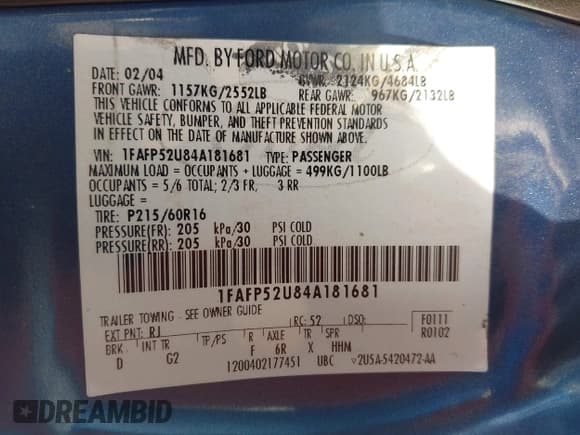 MFD. BY FORD MOTOR CO. IN U.S.A.
DATE: 02/04 GVWR: 2124KG/4684LB
FRONT GAWR: 1157KG/2552LB REAR GAWR: 967KG/2132LB
THIS VEHICLE CONFORMS TO ALL APPLICABLE FEDERAL MOTOR
VEHICLE SAFETY, BUMPER, AND THEFT PREVENTION STANDARDS
IN EFFECT ON THE DATE OF MANUFACTURE SHOWN ABOVE.
VIN: 1FAFP52U84A181681 TYPE: PASSENGER
MAXIMUM LOAD = OCCUPANTS + LUGGAGE = 499KG/1100LB
OCCUPANTS = 5/6 TOTAL; 2/3 FR, 3 RR
LUGGAGE =
TIRE: P215/60R16
PRESSURE(FR): 205 kPa/30 PSI COLD
PRESSURE(RR): 205 kPa/30 PSI COLD
1FAFP52U84A181681
TRAILER TOWING - SEE OWNER GUIDE
EXT PNT: RJ RC: 52 DSO: F0111
BRK INT TR TP/PS R AXLE TR SPR R0102
D G2 F 6R X HHM
1200402177451 UBC ▽2U5A-5420472-AA
DREAMBID